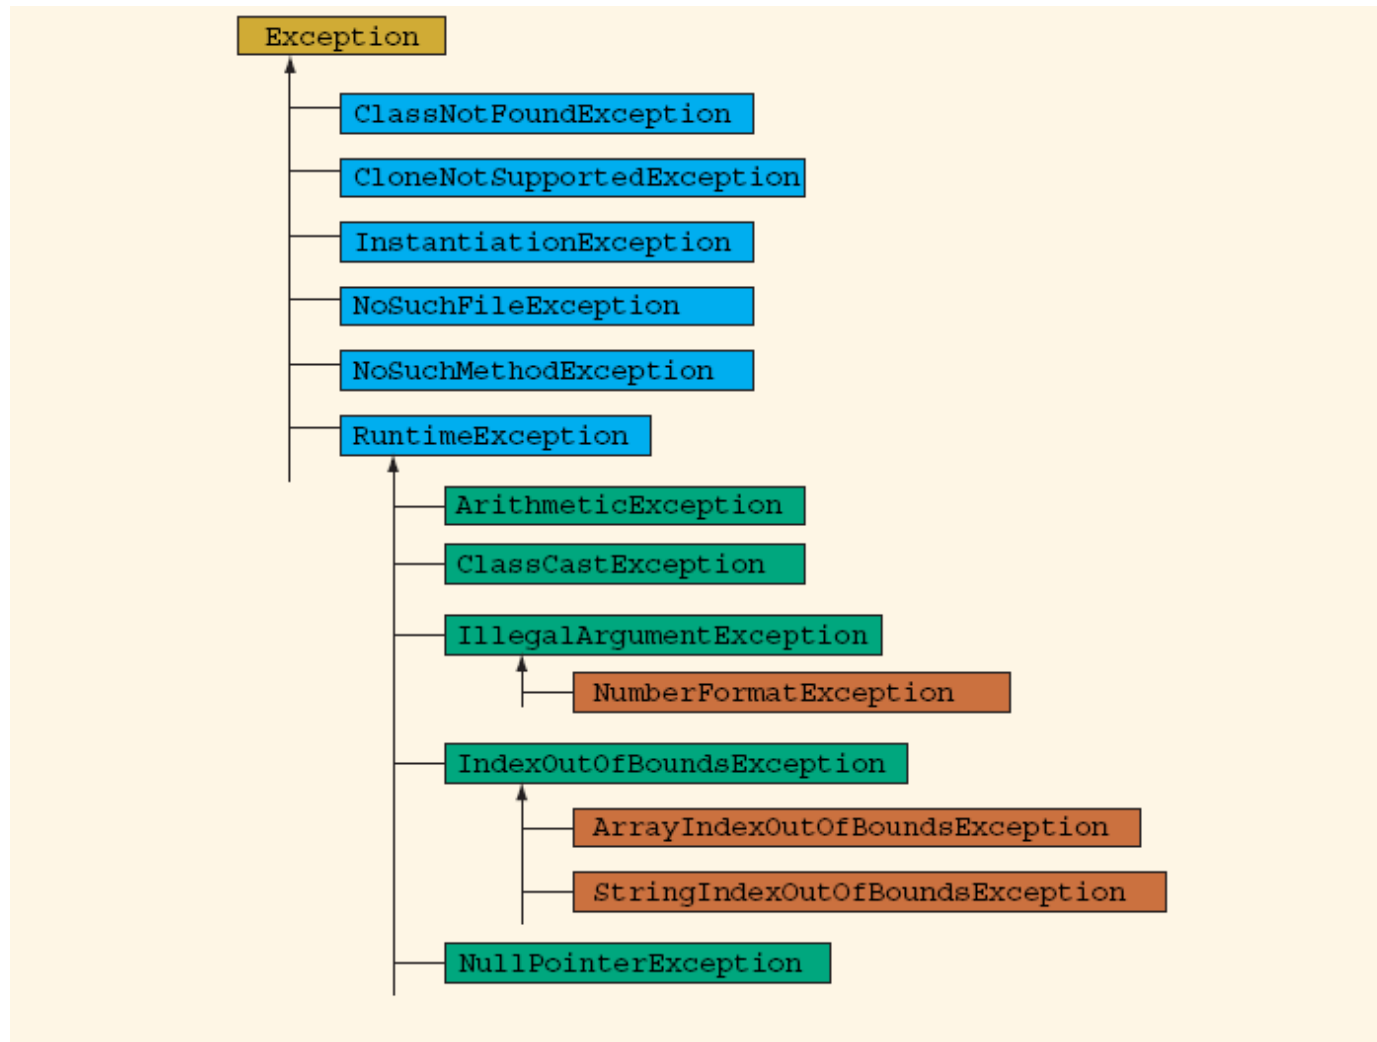 Exception
ClassNotFoundException
CloneNotSupportedException
InstantiationException
NoSuchFileException
NoSuchMethodException
RuntimeException
ArithmeticException
ClassCastException
IllegalArgumentException
NumberFormatException
IndexOutOfBoundsException
ArrayIndexOutOfBoundsException
StringIndexOutOfBoundsException
NullPointerException